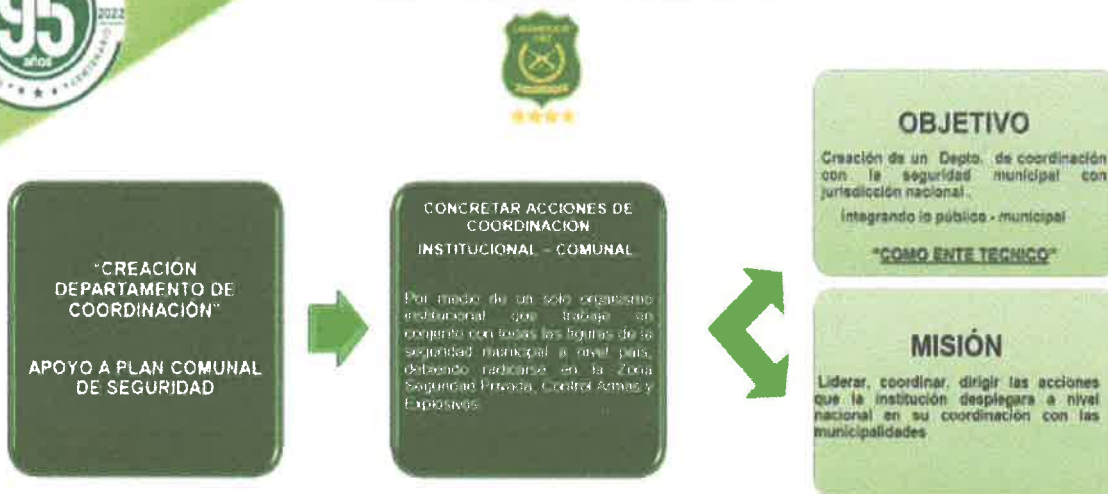 95
años
2022
CENTENARIO
"CREACIÓN
DEPARTAMENTO DE
COORDINACIÓN"
APOYO A PLAN COMUNAL
DE SEGURIDAD
CONCRETAR ACCIONES DE
COORDINACION
INSTITUCIONAL - COMUNAL
Por medio de un solo organismo
institucional que trabaje en
conjunto con todas las figuras de la
seguridad municipal a nivel país,
debiendo radicarse en la Zona
Seguridad Privada, Control Armas y
Explosivos
OBJETIVO
Creación de un Depto. de coordinación
con la seguridad municipal con
jurisdicción nacional.
integrando lo público - municipal
"COMO ENTE TECNICO"
MISIÓN
Liderar, coordinar, dirigir las acciones
que la institución desplegara a nivel
nacional en su coordinación con las
municipalidades